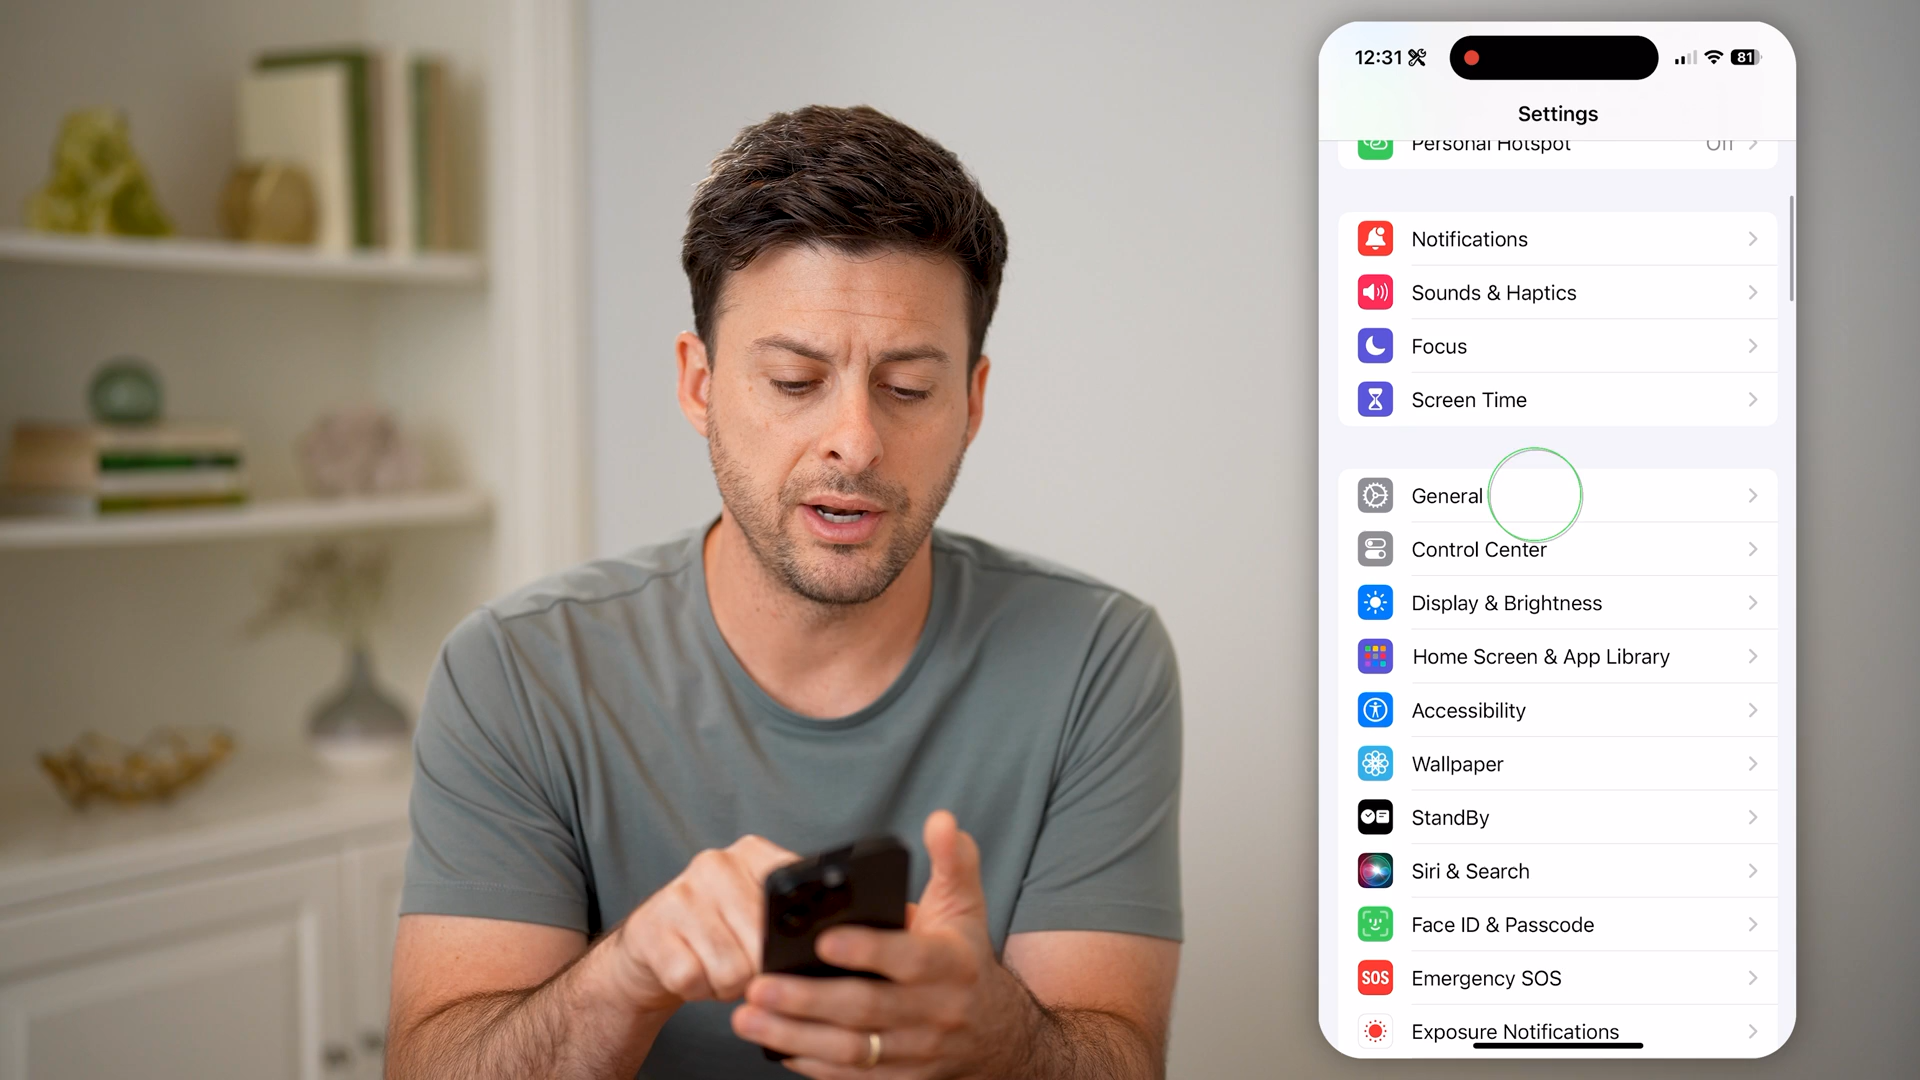 12:31
81
Settings
Personal Hotspot Off
Notifications
Sounds & Haptics
Focus
Screen Time
General
Control Center
Display & Brightness
Home Screen & App Library
Accessibility
Wallpaper
StandBy
Siri & Search
Face ID & Passcode
SOS Emergency SOS
Exposure Notifications